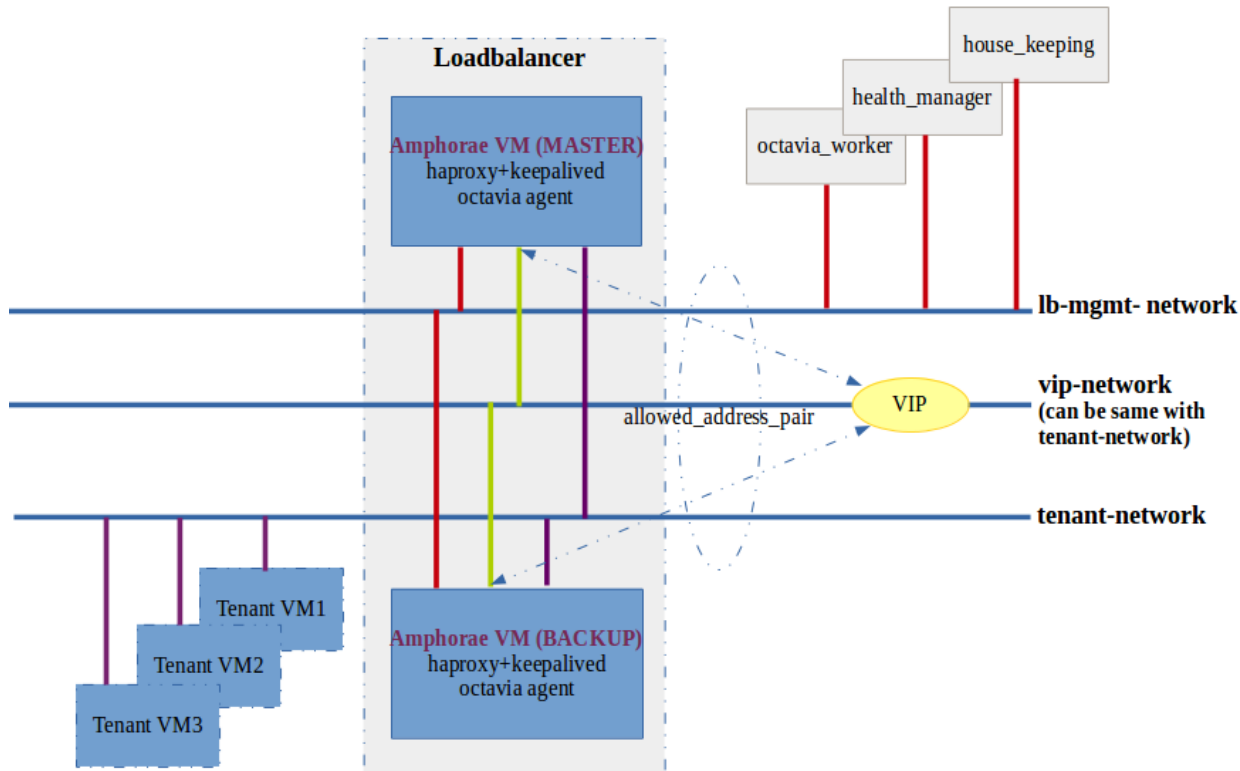 Loadbalancer
Amphorae VM (MASTER)
haproxy+keepalived
octavia agent
house_keeping
health_manager
octavia_worker
lb-mgmt- network
vip-network
(can be same with
tenant-network)
VIP
allowed_address_pair
tenant-network
Tenant VM1
Tenant VM2
Tenant VM3
Amphorae VM (BACKUP)
haproxy+keepalived
octavia agent